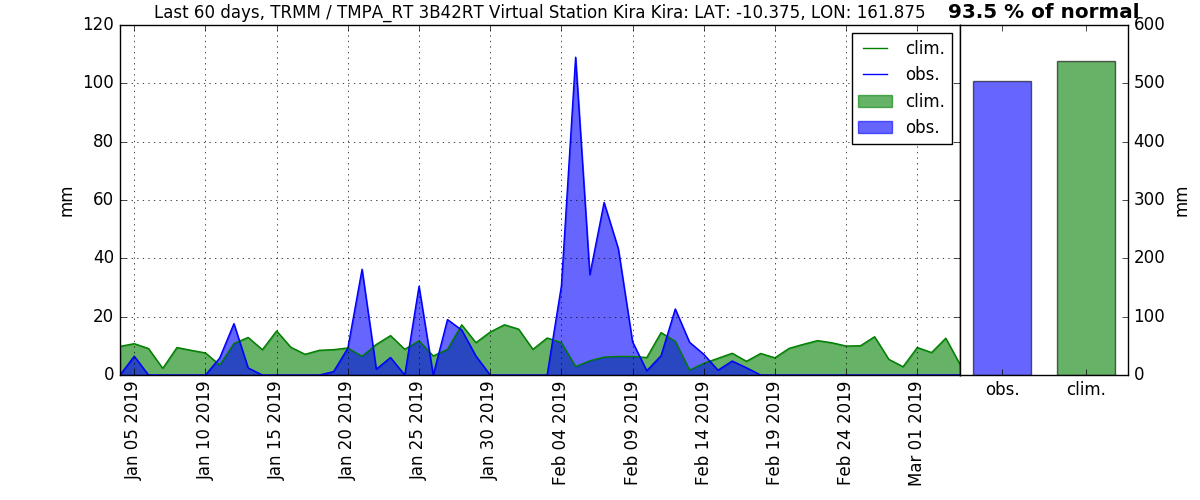 Last 60 days, TRMM / TMPA_RT 3B42RT Virtual Station Kira Kira: LAT: -10.375, LON: 161.875
93.5 % of normal
120
100
80
60
40
20
0
mm
clim.
obs.
clim.
obs.
600
500
400
300
200
100
0
mm
obs.
clim.
Jan 05 2019
Jan 10 2019
Jan 15 2019
Jan 20 2019
Jan 25 2019
Jan 30 2019
Feb 04 2019
Feb 09 2019
Feb 14 2019
Feb 19 2019
Feb 24 2019
Mar 01 2019